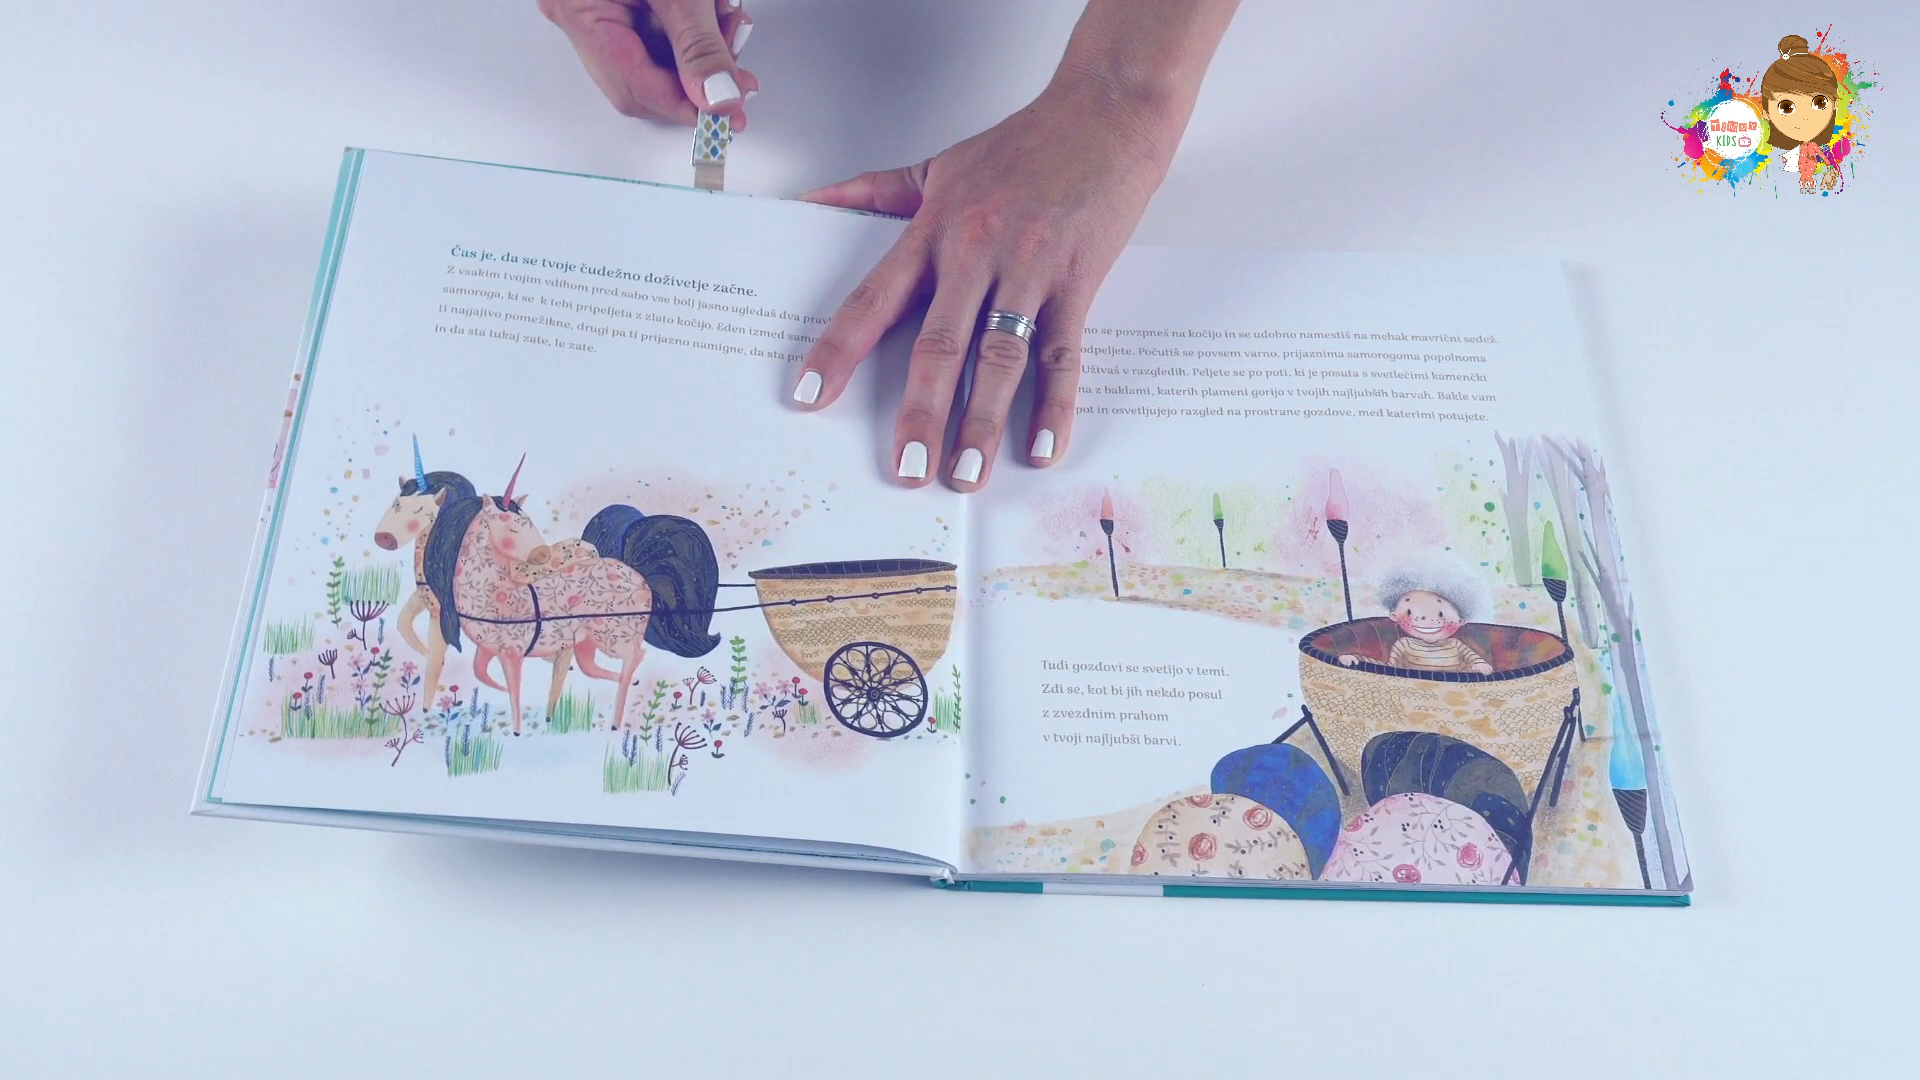 Čas je, da se tvoje čudežno doživetje začne.
Z vsakim tvojim vdihom pred sabo vse bolj jasno ugledaš dva
samoroga, ki se k tebi pripeljeta z zlato kočijo. Eden izmed
ti nagajivo pomežikne, drugi pa ti prijazno namigne, da sta
in da sta tukaj zate, le zate.
se povzpneš na kočijo in se udobno namestiš na mehak mavrični sedež.
odpeljete. Počutiš se povsem varno, prijaznima samorogoma popolnoma
Uživaš v razgledih. Peljete se po poti, ki je posuta s svetlečimi kamenčki
z baklami, katerih plameni gorijo v tvojih najljubših barvah. Bakle vam
pot in osvetljujejo razgled na prostrane gozdove, med katerimi potujete.
Tudi gozdovi se svetijo v temi.
Zdi se, kot bi jih nekdo posul
z zvezdnim prahom
v tvoji najljubši barvi.
KIDS